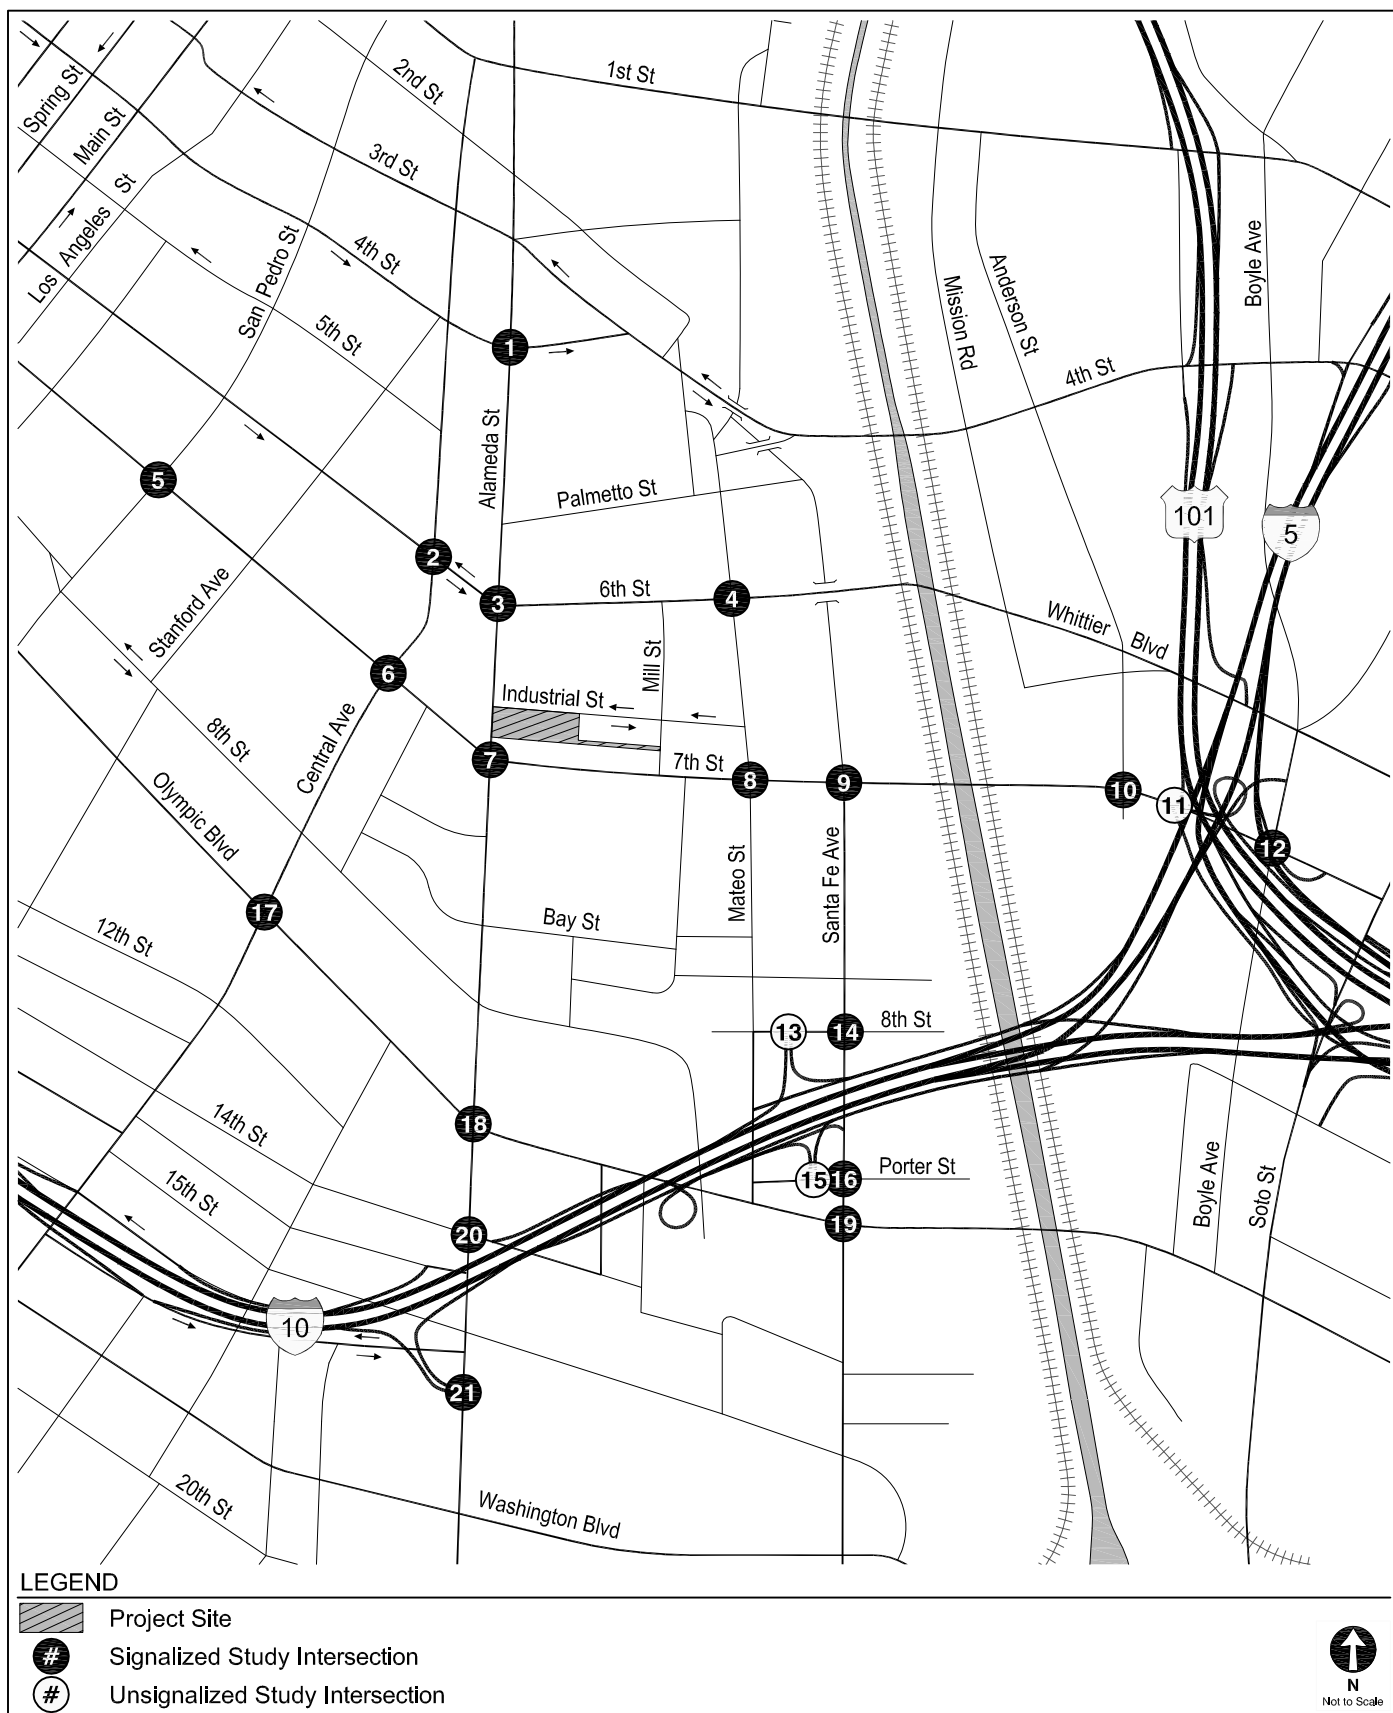 1st St
2nd St
Spring St
Main St
3rd St
Los Angeles St
San Pedro St
4th St
5th St
Boyle Ave
Anderson St
Mission Rd
1
4th St
Alameda St
5
Palmetto St
101
5
2
3
6th St
4
Stanford Ave
Whittier Blvd
6
Mill St
Industrial St
8th St
Central Ave
7
7th St
8
9
10
11
12
Olympic Blvd
Mateo St
Santa Fe Ave
17
Bay St
12th St
13
14
8th St
18
14th St
15th St
15
16
Porter St
Boyle Ave
Soto St
19
20
10
21
20th St
Washington Blvd
LEGEND
Project Site
# Signalized Study Intersection
# Unsignalized Study Intersection
N
Not to Scale